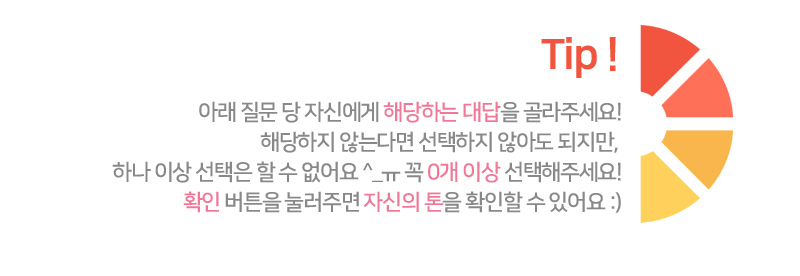 Tip !
아래 질문 당 자신에게 해당하는 대답을 골라주세요!
해당하지 않는다면 선택하지 않아도 되지만,
하나 이상 선택은 할 수 없어요 ^_ㅠ 꼭 0개 이상 선택해주세요!
확인 버튼을 눌러주면 자신의 톤을 확인할 수 있어요 :)